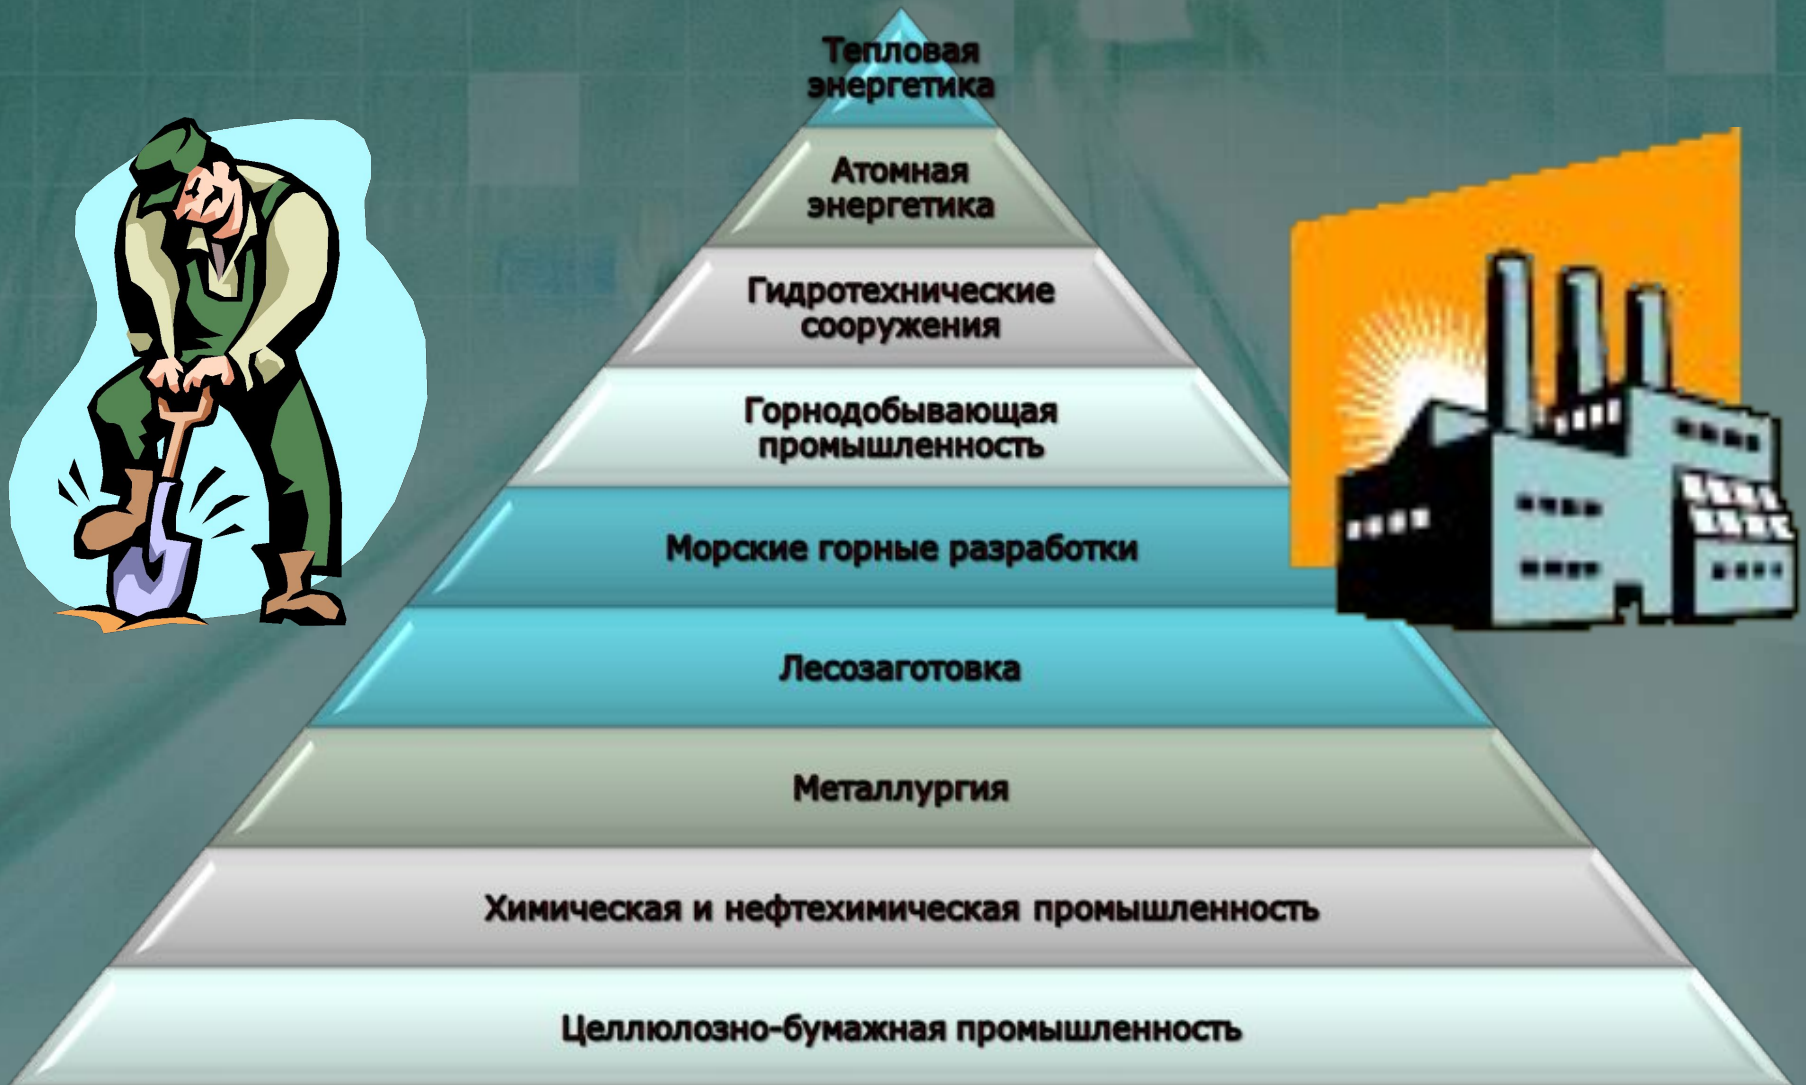 Тепловая
энергетика
Атомная
энергетика
Гидротехнические
сооружения
Горнодобывающая
промышленность
Морские горные разработки
Лесозаготовка
Металлургия
Химическая и нефтехимическая промышленность
Целлюлозно-бумажная промышленность